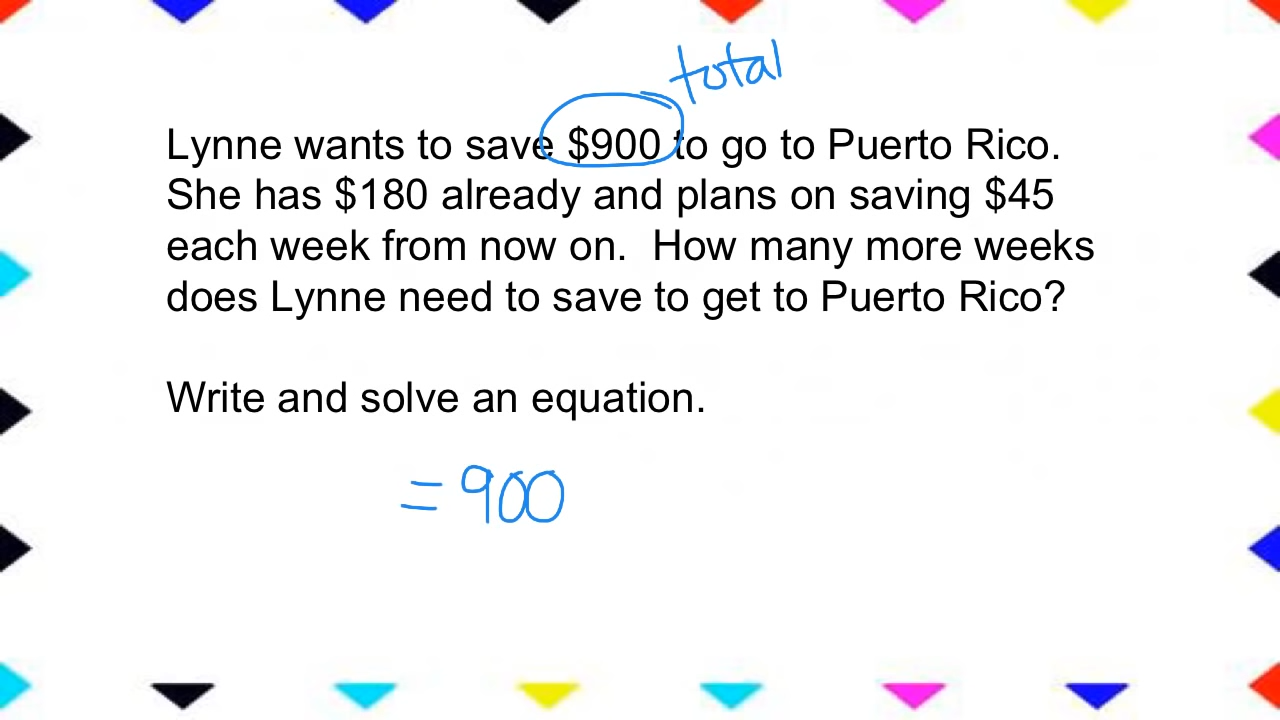 total
Lynne wants to save $900 to go to Puerto Rico.
She has $180 already and plans on saving $45
each week from now on.  How many more weeks
does Lynne need to save to get to Puerto Rico?
Write and solve an equation.
= 900